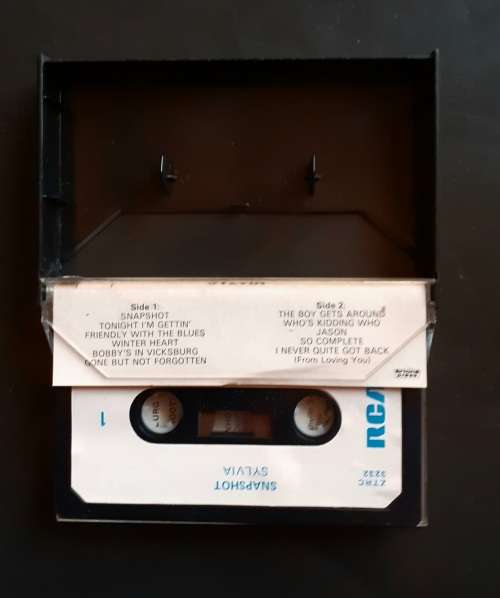 Side 1:
SNAPSHOT
TONIGHT I'M GETTIN'
FRIENDLY WITH THE BLUES
WINTER HEART
BOBBY'S IN VICKSBURG
GONE BUT NOT FORGOTTEN
Side 2:
THE BOY GETS AROUND
WHO'S KIDDING WHO
JASON
SO COMPLETE
I NEVER QUITE GOT BACK
(From Loving You)
1
RCA
ZTRC
3232
SNAPSHOT
SYLVIA